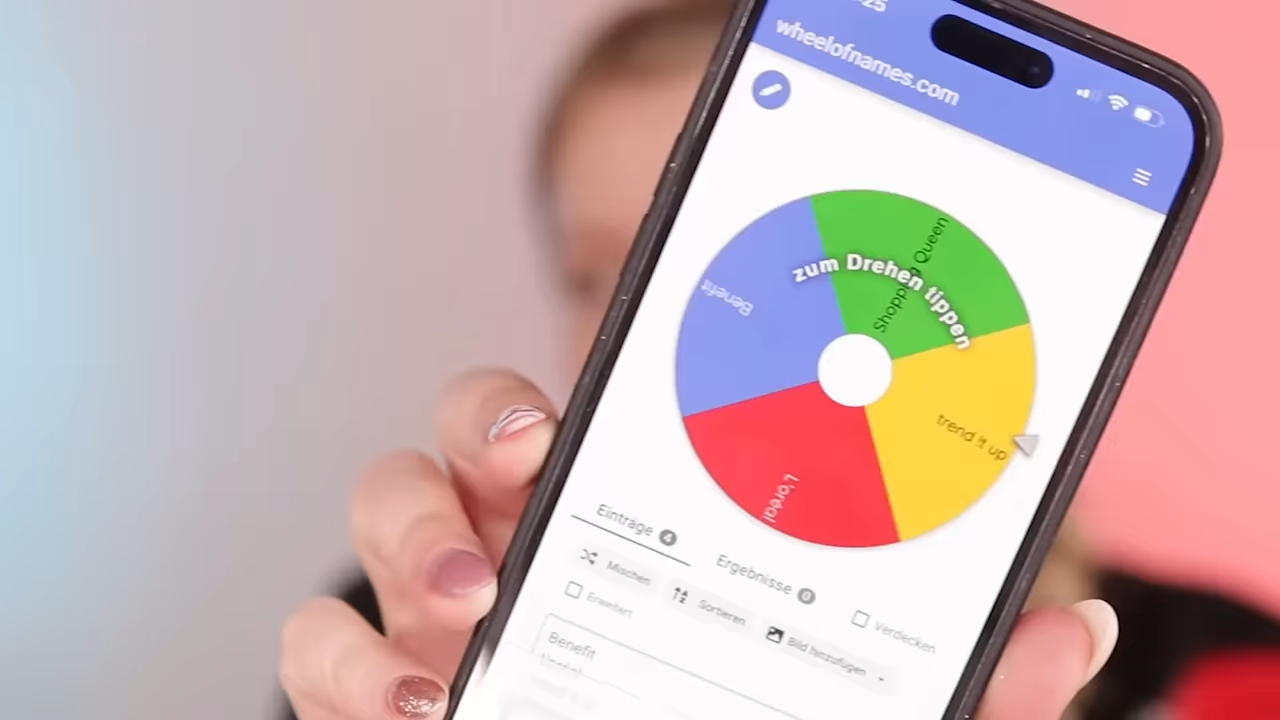 wheelofnames.com
Shopping Queen
zum Drehen tippen
Benefit
trend !t up
L'oréal
Einträge 4
Ergebnisse 0
Mischen
Sortieren
Verdecken
Erweitert
Bild hinzufügen
Benefit